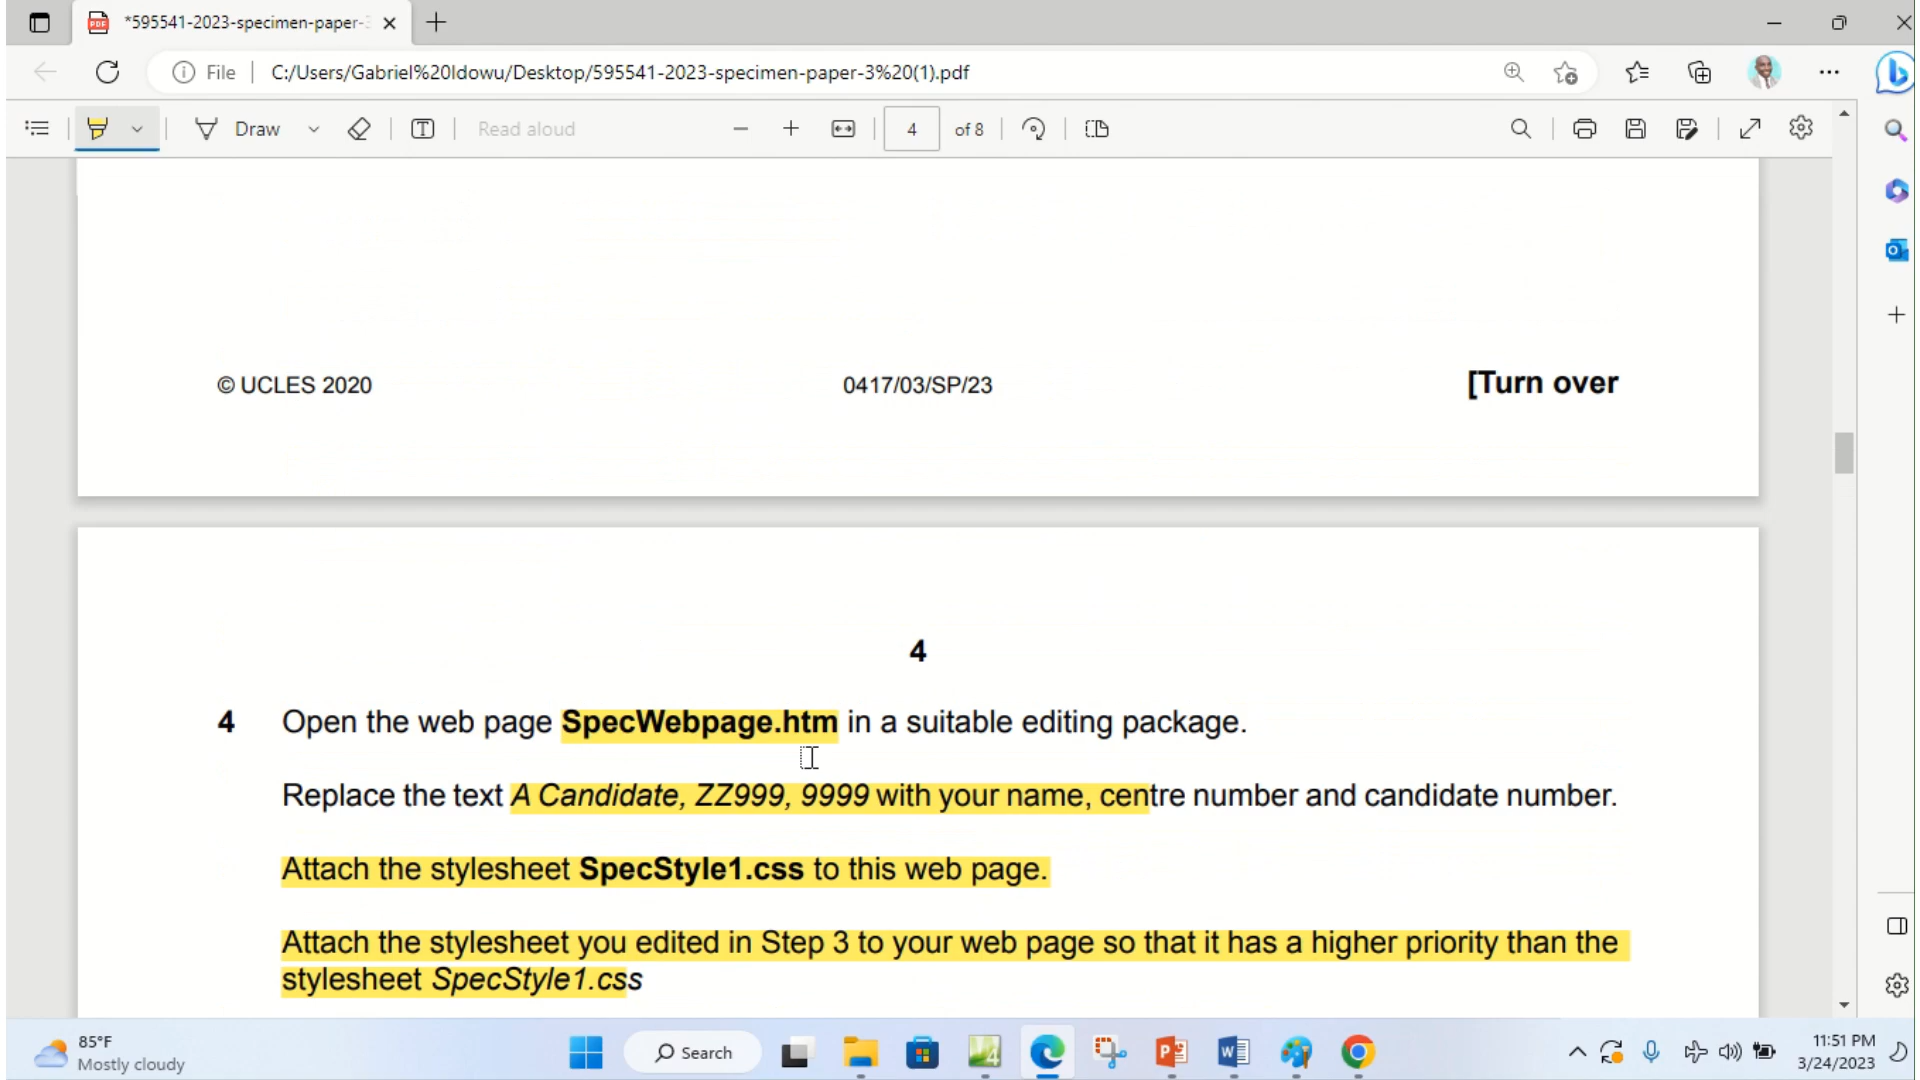 *595541-2023-specimen-paper-3
File
C:/Users/Gabriel%20Idowu/Desktop/595541-2023-specimen-paper-3%20(1).pdf
Draw
Read aloud
4
of 8
© UCLES 2020
0417/03/SP/23
[Turn over
4
4 Open the web page SpecWebpage.htm in a suitable editing package.
Replace the text A Candidate, ZZ999, 9999 with your name, centre number and candidate number.
Attach the stylesheet SpecStyle1.css to this web page.
Attach the stylesheet you edited in Step 3 to your web page so that it has a higher priority than the
stylesheet SpecStyle1.css
85°F
Mostly cloudy
Search
11:51 PM
3/24/2023